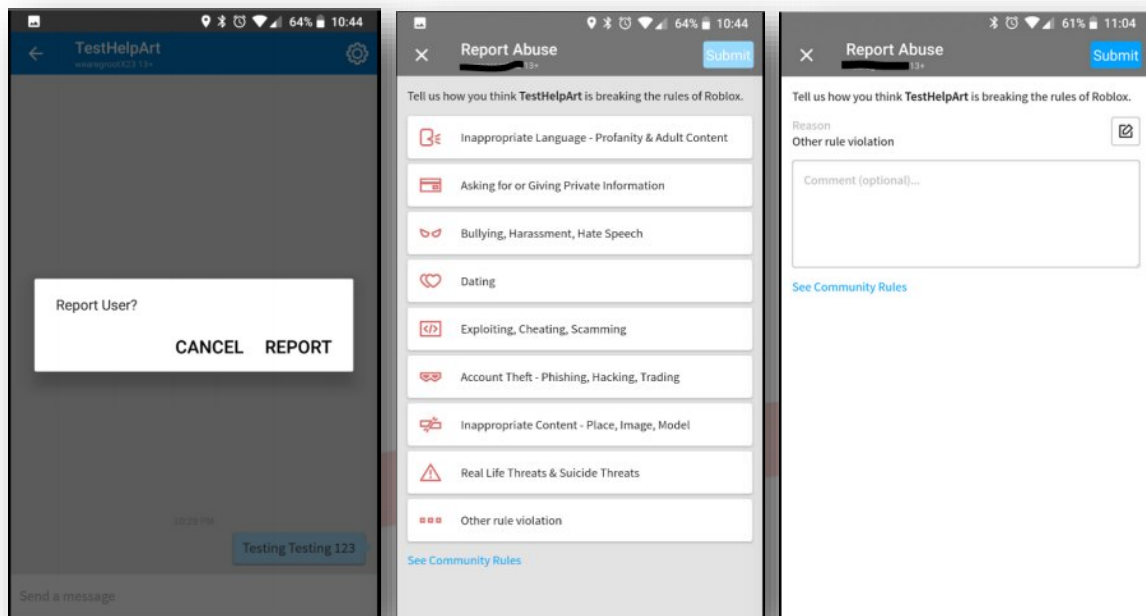 64% 10:44
TestHelpArt
Report User?
CANCEL REPORT
10:29 PM
Testing Testing 123
Send a message
64% 10:44
Report Abuse
13+
Submit
Tell us how you think TestHelpArt is breaking the rules of Roblox.
Inappropriate Language - Profanity & Adult Content
Asking for or Giving Private Information
Bullying, Harassment, Hate Speech
Dating
Exploiting, Cheating, Scamming
Account Theft - Phishing, Hacking, Trading
Inappropriate Content - Place, Image, Model
Real Life Threats & Suicide Threats
Other rule violation
See Community Rules
61% 11:04
Report Abuse
13+
Submit
Tell us how you think TestHelpArt is breaking the rules of Roblox.
Reason
Other rule violation
Comment (optional)...
See Community Rules